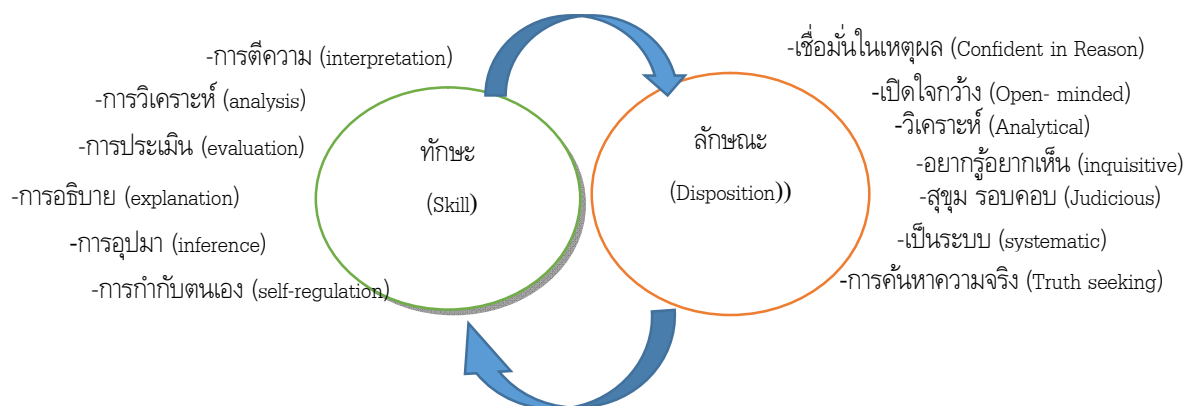 -การตีความ (interpretation)
-การวิเคราะห์ (analysis)
-การประเมิน (evaluation)
-การอธิบาย (explanation)
-การอุปมา (inference)
-การกำกับตนเอง (self-regulation)
ทักษะ
(Skill)
ลักษณะ
(Disposition))
-เชื่อมั่นในเหตุผล (Confident in Reason)
-เปิดใจกว้าง (Open- minded)
-วิเคราะห์ (Analytical)
-อยากรู้อยากเห็น (inquisitive)
-สุขุม รอบคอบ (Judicious)
-เป็นระบบ (systematic)
-การค้นหาความจริง (Truth seeking)